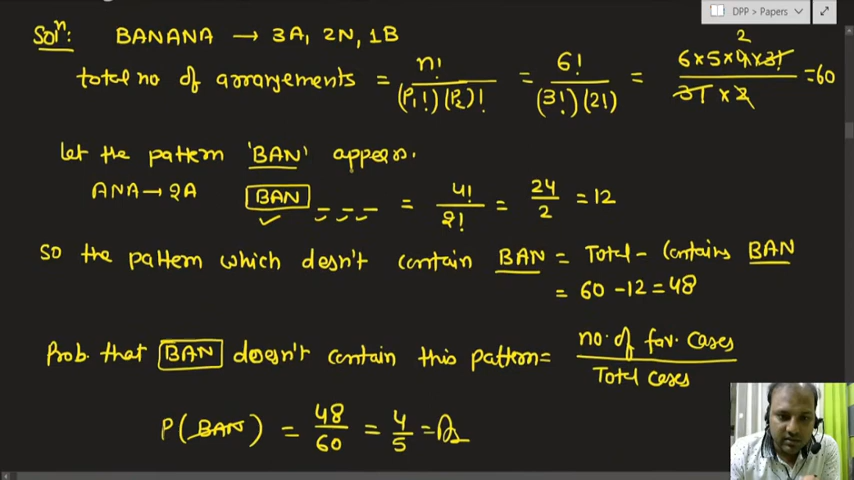 DPP > Papers
Solⁿ: BANANA → 3A, 2N, 1B
total no of arrangements = n! / (P₁!)(P₂)! = 6! / (3!)(2!) = 6×5×4×3! / 3!×2 = 60
2
let the pattern 'BAN' appears.
ANA → 2A BAN _ _ _ = 4! / 2! = 24 / 2 = 12
So the pattern which desn't contain BAN = Total - Contains BAN
= 60 - 12 = 48
Prob. that BAN doesn't contain this pattern = no. of fav. cases / Total cases
P(BAN) = 48 / 60 = 4 / 5 =